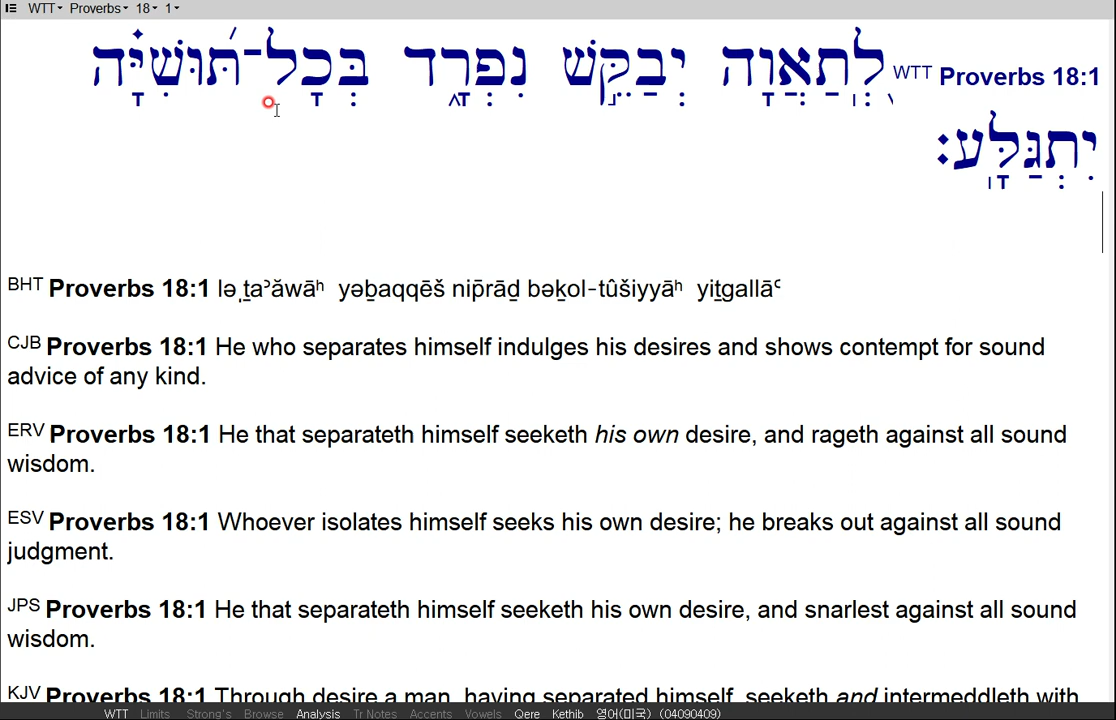 WTT Proverbs 18 1
WTT Proverbs 18:1 לְֽ֭תַאֲוָה יְבַקֵּ֣שׁ נִפְרָ֑ד בְּכָל־תּ֝וּשִׁיָּ֗ה
יִתְגַּלָּֽע׃
BHT Proverbs 18:1 lə ̮ṯaʾăwāʰ yəḇaqqēš nip̄rāḏ bəḵol-tûšiyyāʰ yiṯgallāʿ
CJB Proverbs 18:1 He who separates himself indulges his desires and shows contempt for sound
advice of any kind.
ERV Proverbs 18:1 He that separateth himself seeketh his own desire, and rageth against all sound
wisdom.
ESV Proverbs 18:1 Whoever isolates himself seeks his own desire; he breaks out against all sound
judgment.
JPS Proverbs 18:1 He that separateth himself seeketh his own desire, and snarlest against all sound
wisdom.
KJV Proverbs 18:1 Through desire a man, having separated himself, seeketh and intermeddleth with
WTT Limits Strong's Browse Analysis Tr Notes Accents Vowels Qere Kethib 영어(미국) (04090409)